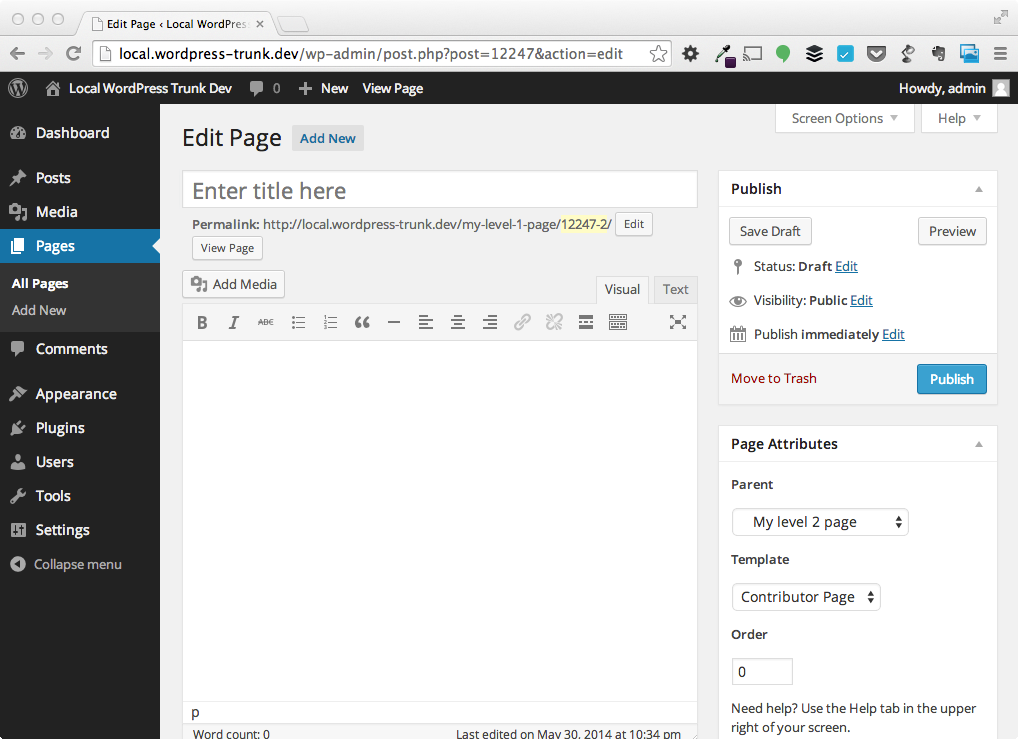 Edit Page ‹ Local WordPres
local.wordpress-trunk.dev/wp-admin/post.php?post=12247&action=edit
Local WordPress Trunk Dev 0 New View Page Howdy, admin
Dashboard
Posts
Media
Pages
All Pages
Add New
Comments
Appearance
Plugins
Users
Tools
Settings
Collapse menu
Screen Options Help
Edit Page Add New
Enter title here
Permalink: http://local.wordpress-trunk.dev/my-level-1-page/12247-2/ Edit
View Page
Add Media
Visual Text
B I ABC
p
Word count: 0 Last edited on May 30, 2014 at 10:34 pm
Publish
Save Draft Preview
Status: Draft Edit
Visibility: Public Edit
Publish immediately Edit
Move to Trash Publish
Page Attributes
Parent
My level 2 page
Template
Contributor Page
Order
0
Need help? Use the Help tab in the upper
right of your screen.